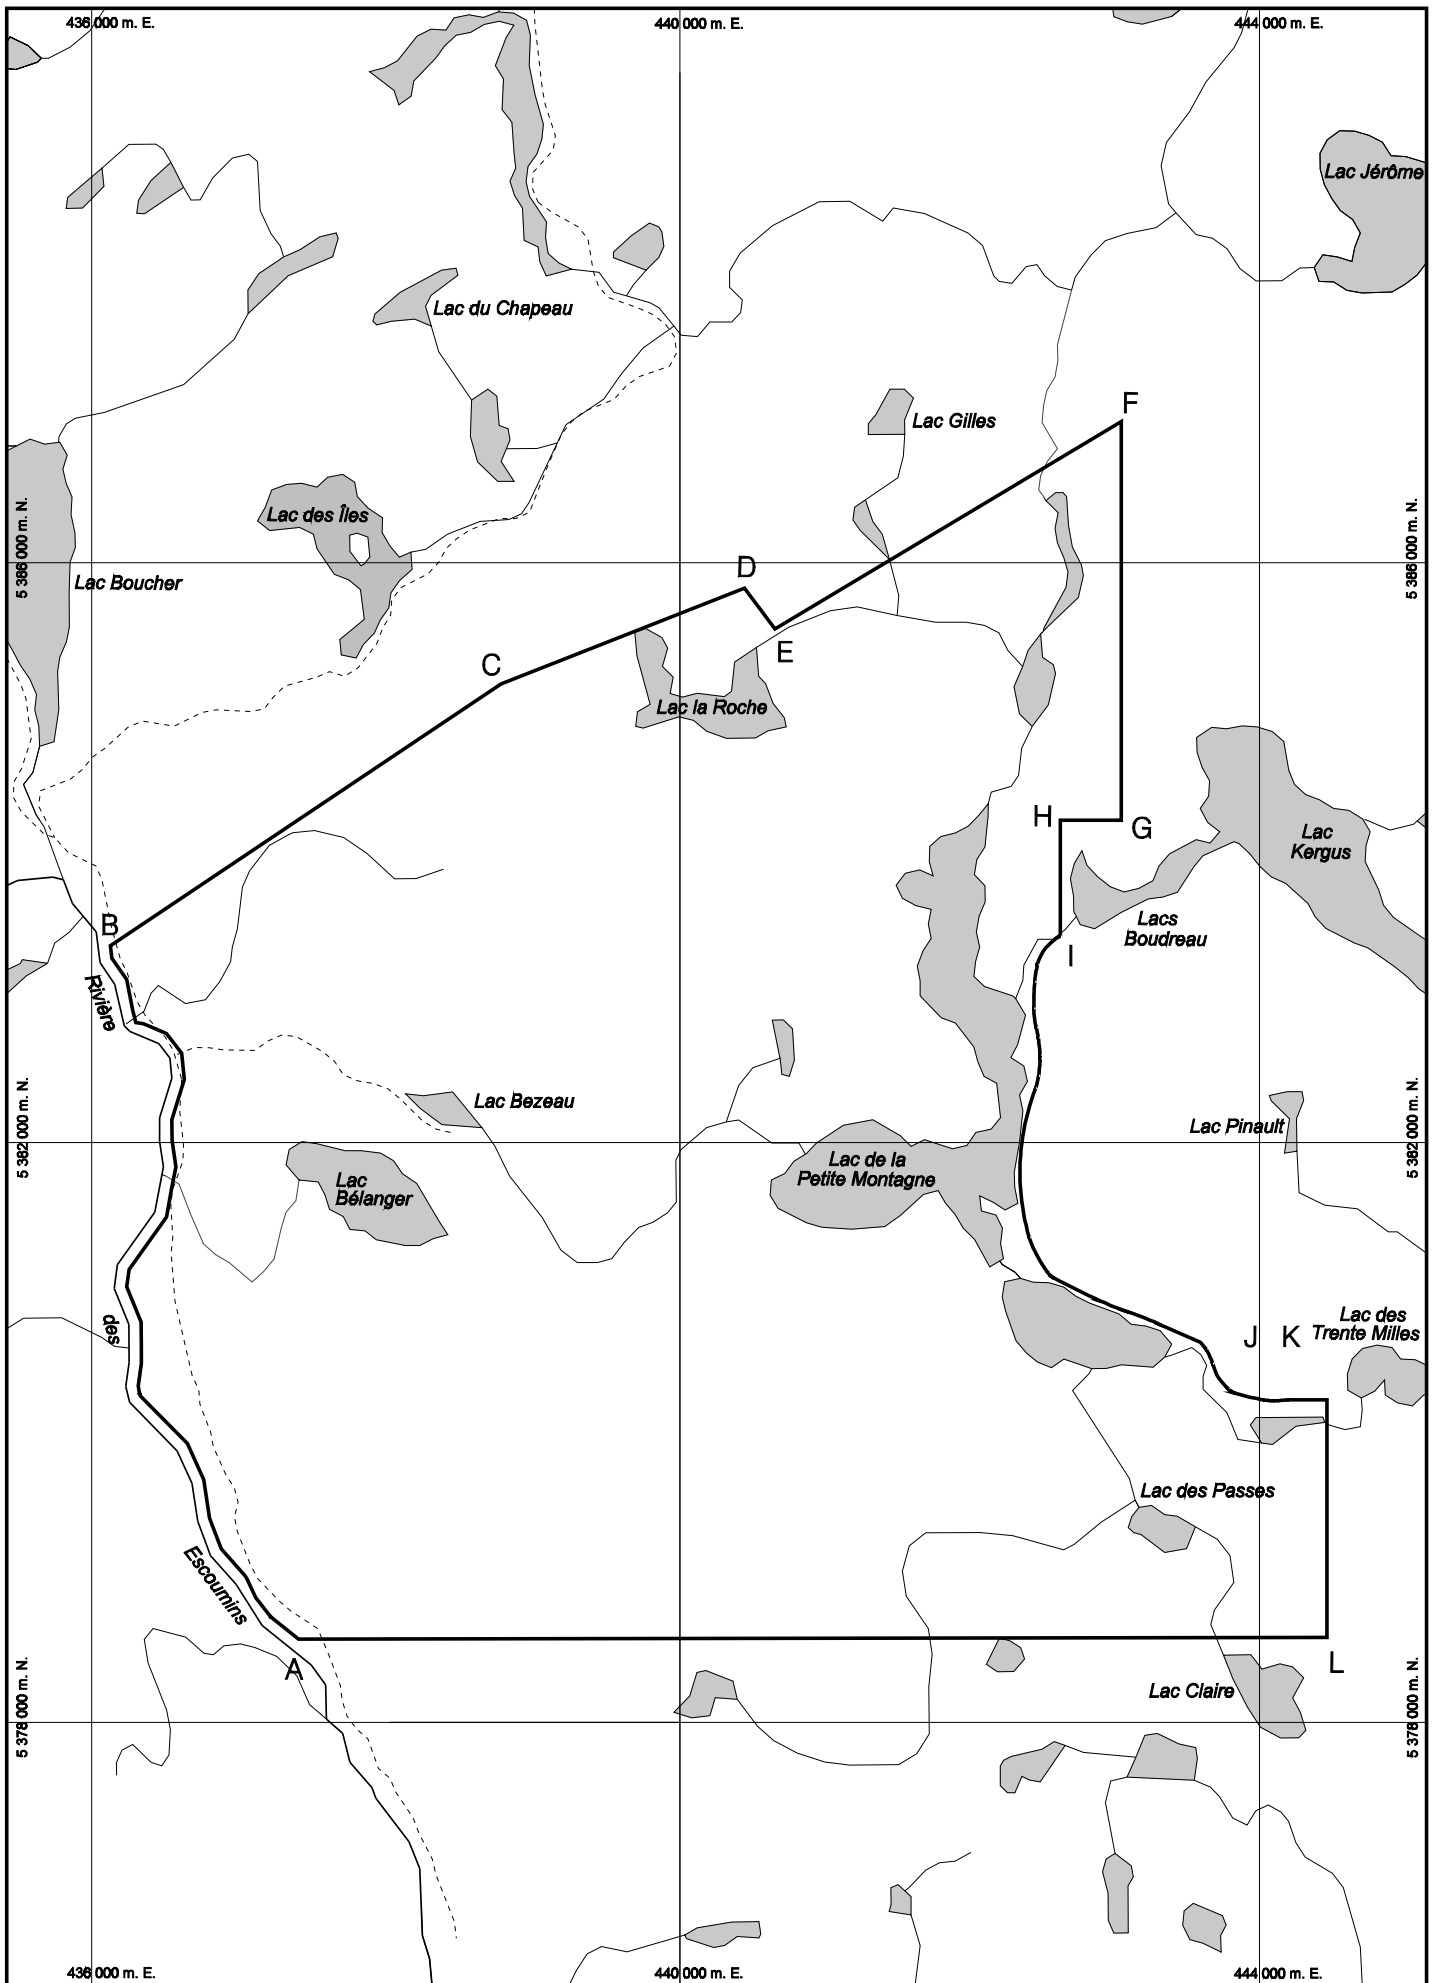 436 000 m. E.
440 000 m. E.
444 000 m. E.
Lac Jérôme
Lac du Chapeau
F
Lac Gilles
Lac des Îles
5 386 000 m. N.
5 386 000 m. N.
D
Lac Boucher
E
C
Lac la Roche
H
G
Lac
Kergus
B
Lacs
Boudreau
I
Rivière
Lac Bezeau
5 382 000 m. N.
Lac Pinault
5 382 000 m. N.
Lac de la
Petite Montagne
Lac
Bélanger
des
J
K
Lac des
Trente Milles
Lac des Passes
Escoumins
A
L
Lac Claire
5 378 000 m. N.
5 378 000 m. N.
436 000 m. E.
440 000 m. E.
444 000 m. E.